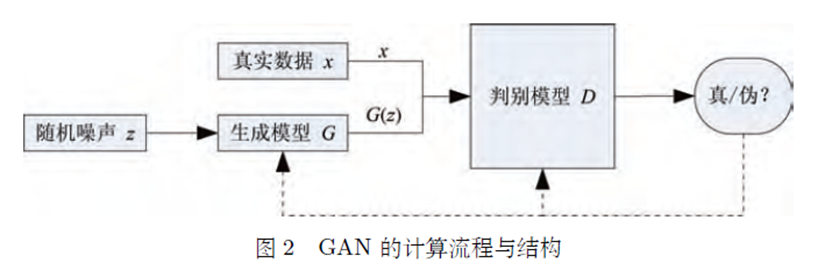 真实数据 x
x
随机噪声 z
生成模型 G
G(z)
判别模型 D
真/伪?
图 2 GAN 的计算流程与结构